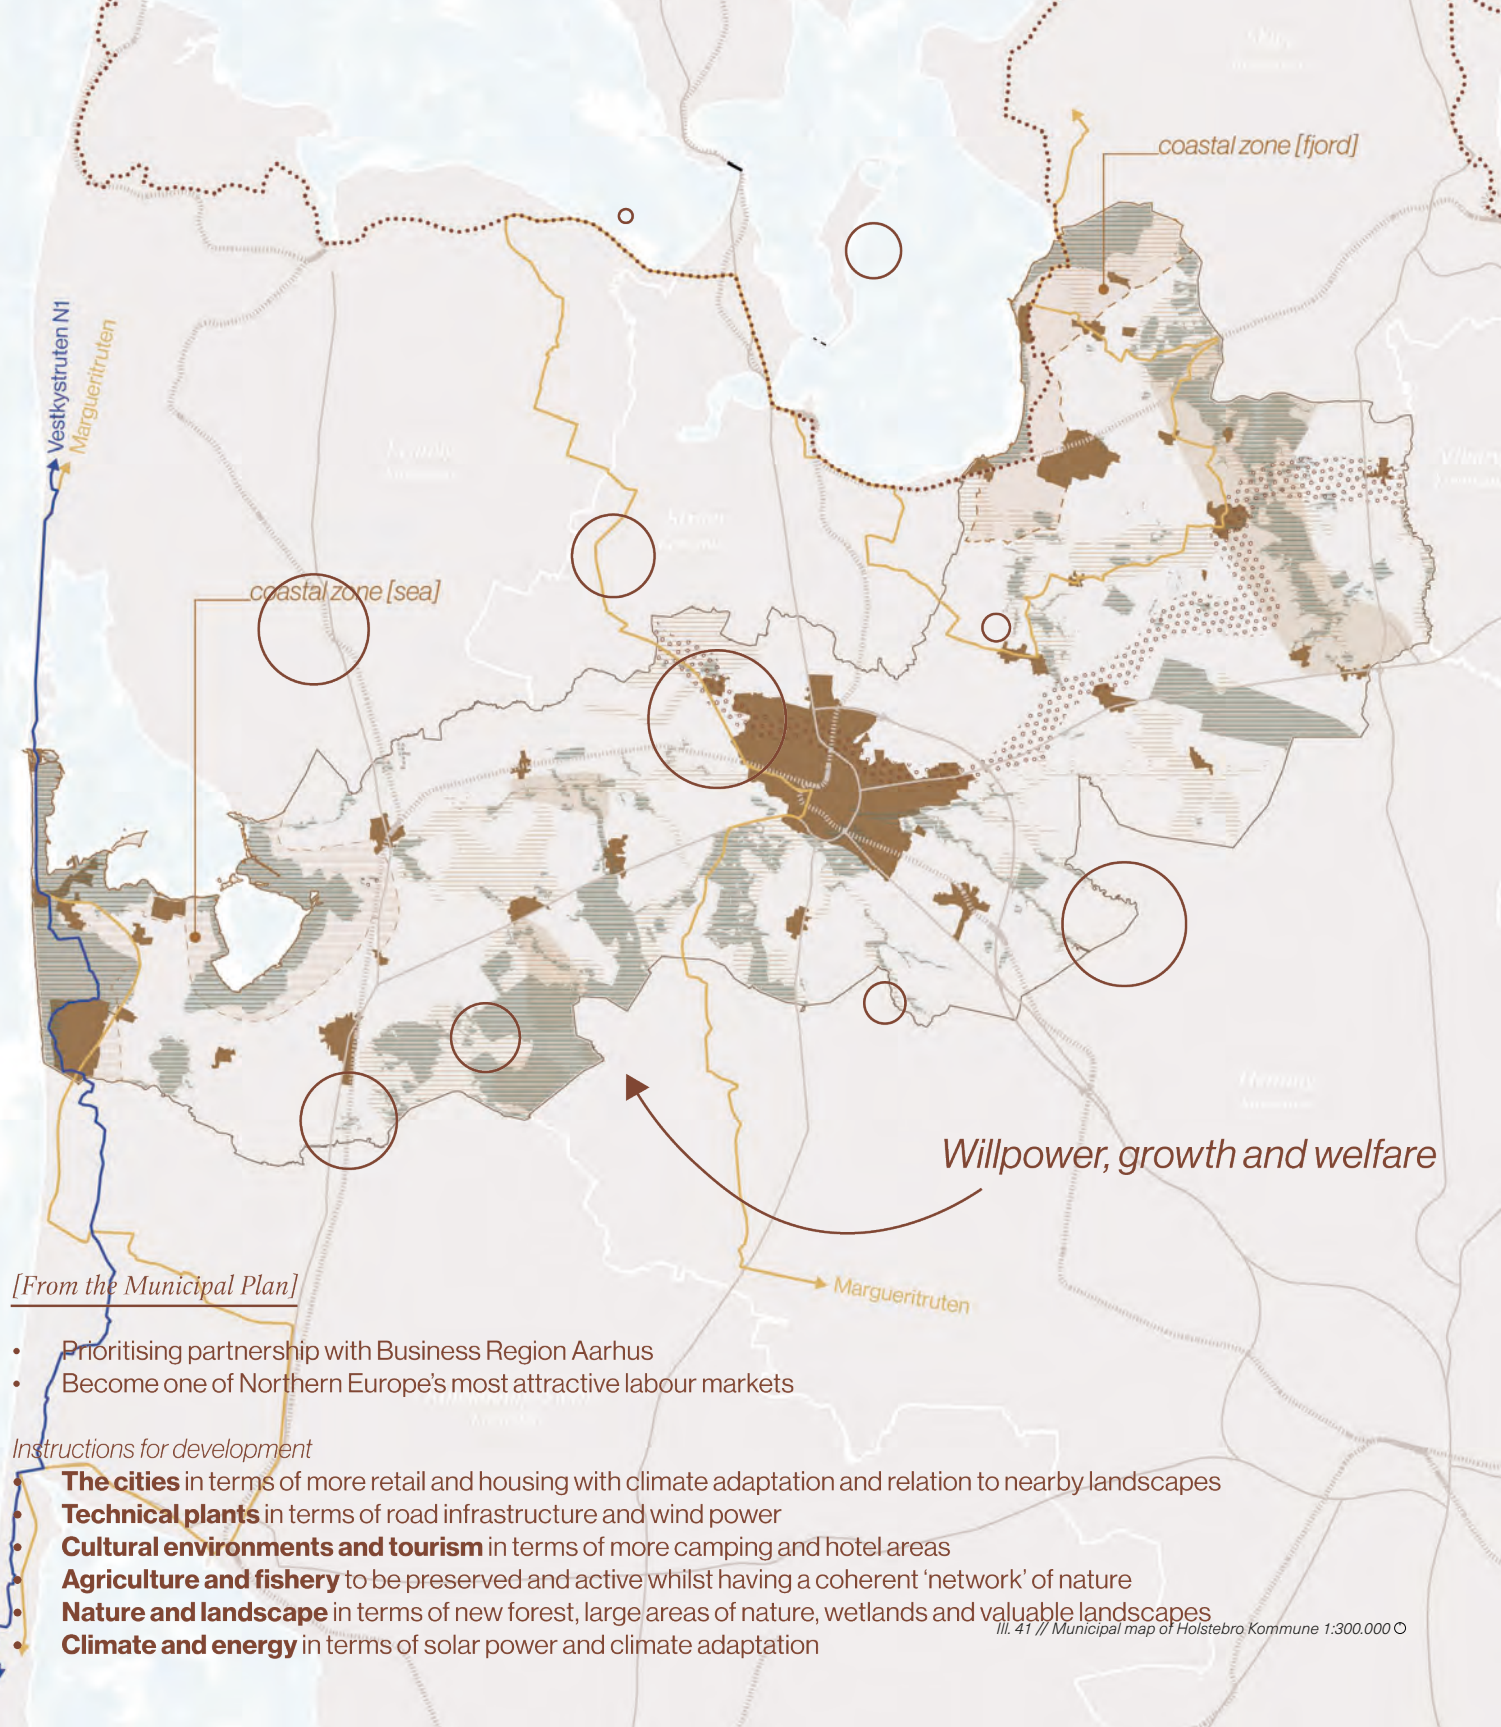 coastal zone [fjord]
Vestkystruten N1
Margueritruten
coastal zone [sea]
Willpower, growth and welfare
Margueritruten
[From the Municipal Plan]
• Prioritising partnership with Business Region Aarhus
• Become one of Northern Europe's most attractive labour markets
Instructions for development
• The cities in terms of more retail and housing with climate adaptation and relation to nearby landscapes
• Technical plants in terms of road infrastructure and wind power
• Cultural environments and tourism in terms of more camping and hotel areas
• Agriculture and fishery to be preserved and active whilst having a coherent 'network' of nature
• Nature and landscape in terms of new forest, large areas of nature, wetlands and valuable landscapes
• Climate and energy in terms of solar power and climate adaptation
Ill. 41 // Municipal map of Holstebro Kommune 1:300.000